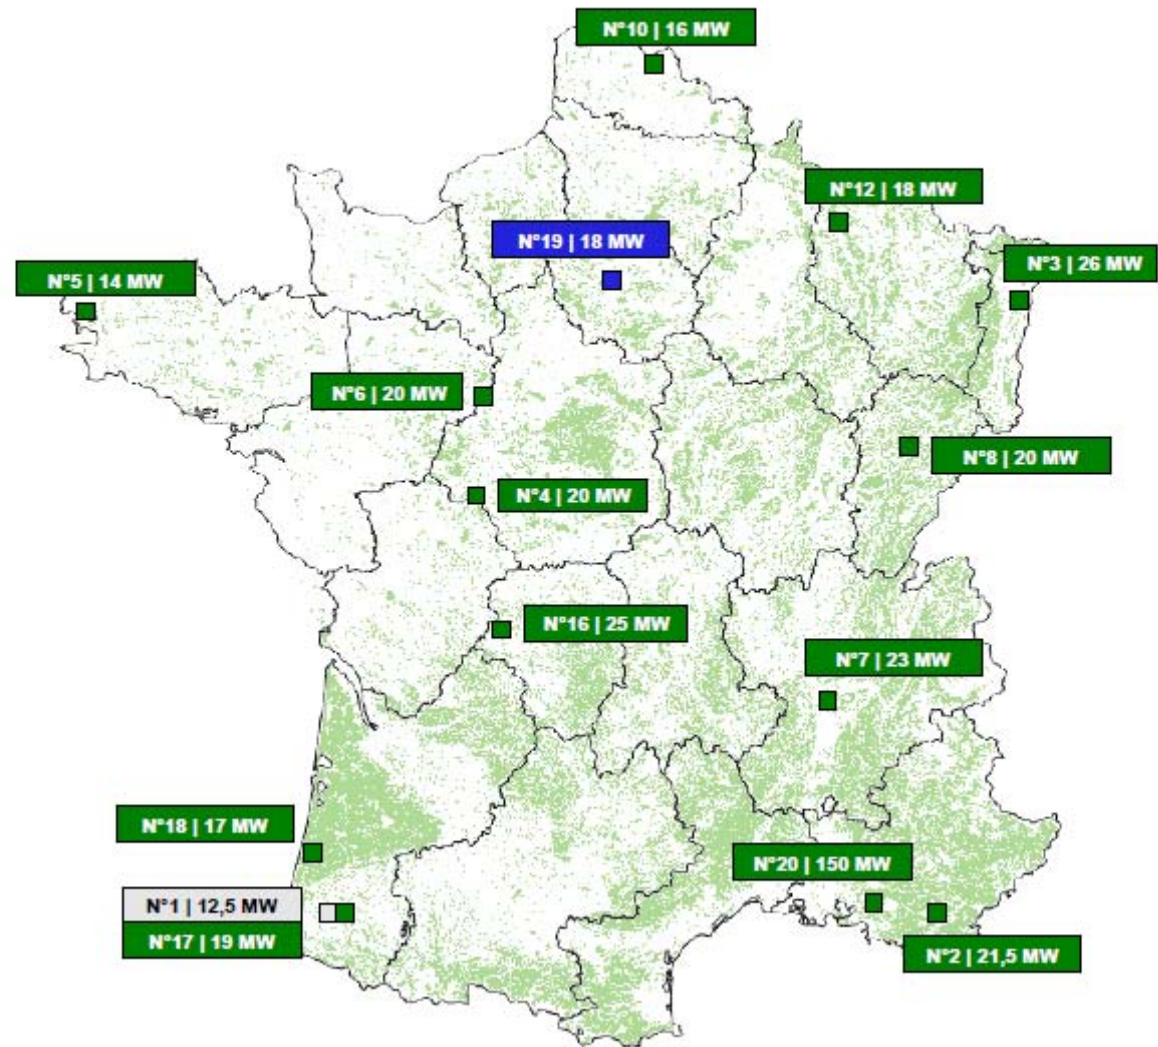 N°10 | 16 MW
N°12 | 18 MW
N°19 | 18 MW
N°3 | 26 MW
N°5 | 14 MW
N°6 | 20 MW
N°8 | 20 MW
N°4 | 20 MW
N°16 | 25 MW
N°7 | 23 MW
N°18 | 17 MW
N°20 | 150 MW
N°1 | 12,5 MW
N°17 | 19 MW
N°2 | 21,5 MW